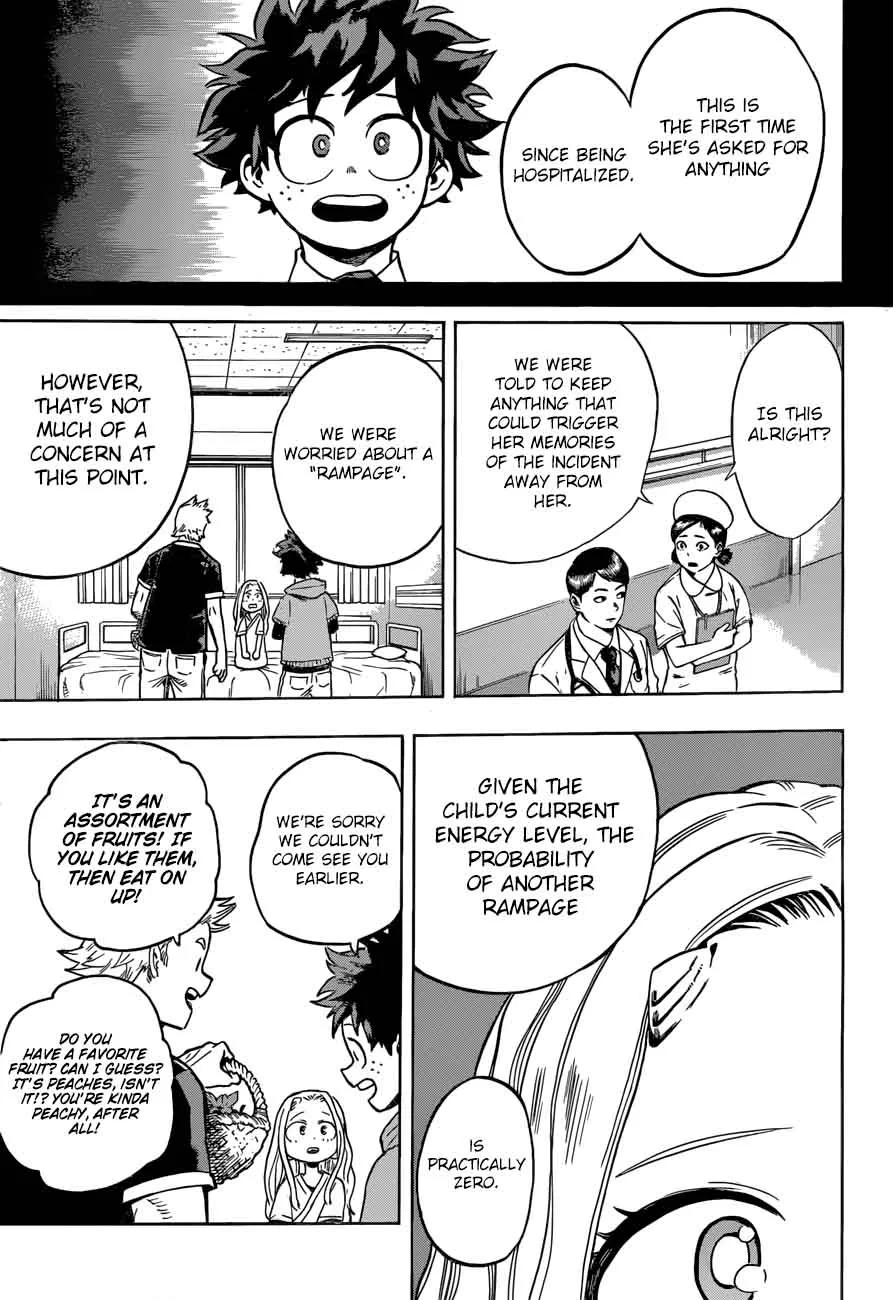 THIS IS
THE FIRST TIME
SHE'S ASKED FOR
ANYTHING
SINCE BEING
HOSPITALIZED.
IS THIS
ALRIGHT?
WE WERE
TOLD TO KEEP
ANYTHING THAT
COULD TRIGGER
HER MEMORIES
OF THE INCIDENT
AWAY FROM
HER.
WE WERE
WORRIED ABOUT A
"RAMPAGE".
HOWEVER,
THAT'S NOT
MUCH OF A
CONCERN AT
THIS POINT.
GIVEN THE
CHILD'S CURRENT
ENERGY LEVEL, THE
PROBABILITY
OF ANOTHER
RAMPAGE
IS
PRACTICALLY
ZERO.
WE'RE SORRY
WE COULDN'T
COME SEE YOU
EARLIER.
IT'S AN
ASSORTMENT
OF FRUITS! IF
YOU LIKE THEM,
THEN EAT ON
UP!
DO YOU
HAVE A FAVORITE
FRUIT? CAN I GUESS?
IT'S PEACHES, ISN'T
IT!? YOU'RE KINDA
PEACHY, AFTER
ALL!